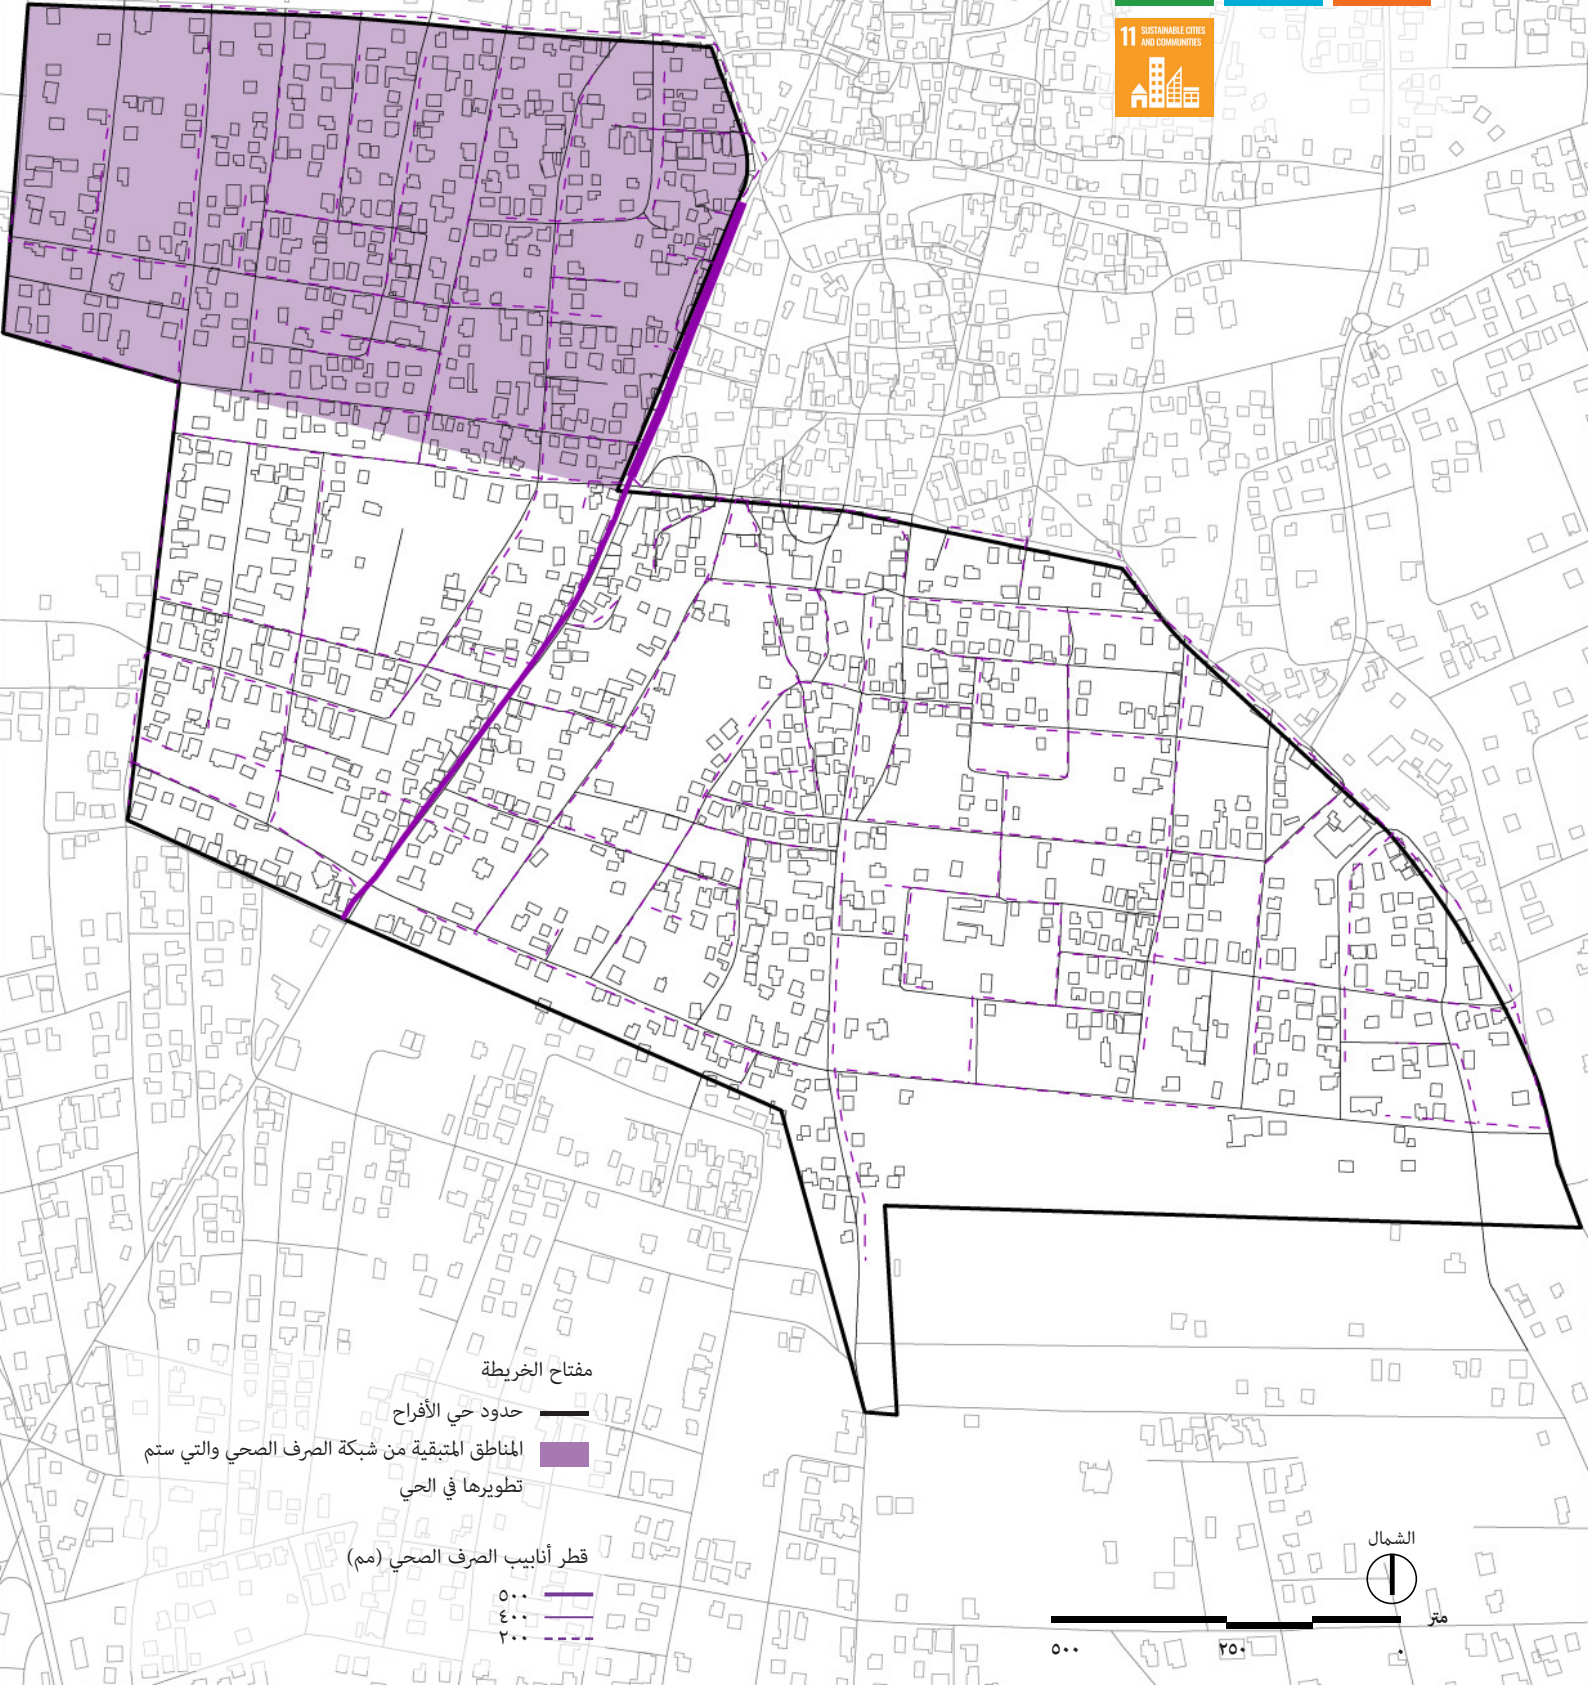 11 SUSTAINABLE CITIES
AND COMMUNITIES
مفتاح الخريطة
حدود حي الأفراح
المناطق المتبقية من شبكة الصرف الصحي والتي ستم
تطويرها في الحي
قطر أنابيب الصرف الصحي (مم)
٥٠٠
٤٠٠
٢٠٠
الشمال
متر
٥٠٠ ٢٥٠ ٠